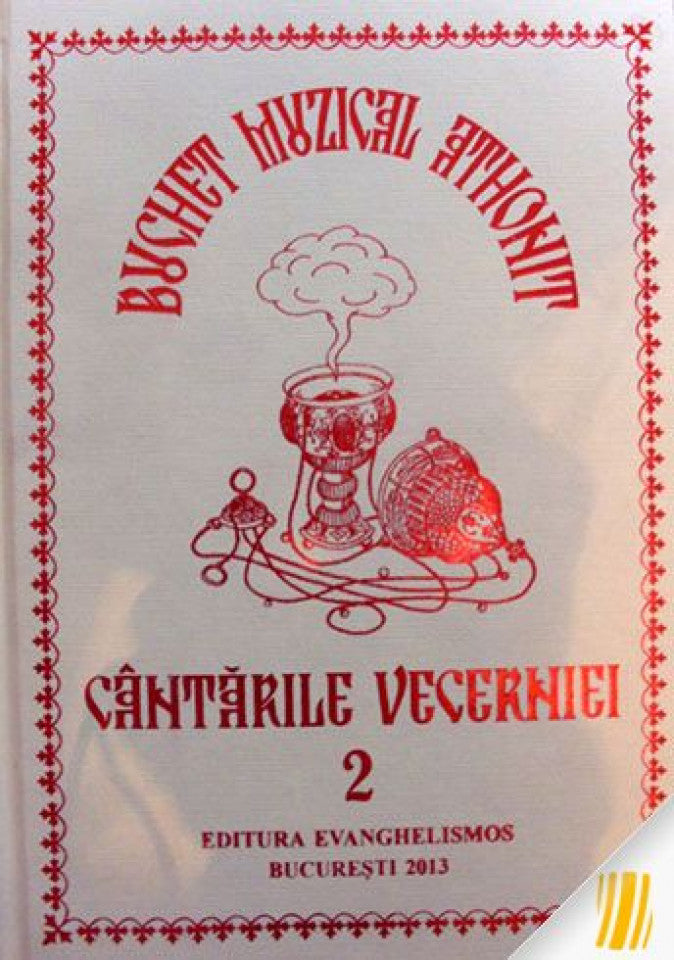 BUCHET MUZICAL ATHONIT
CÂNTĂRILE VECERNIEI
2
EDITURA EVANGHELISMOS
BUCUREȘTI 2013